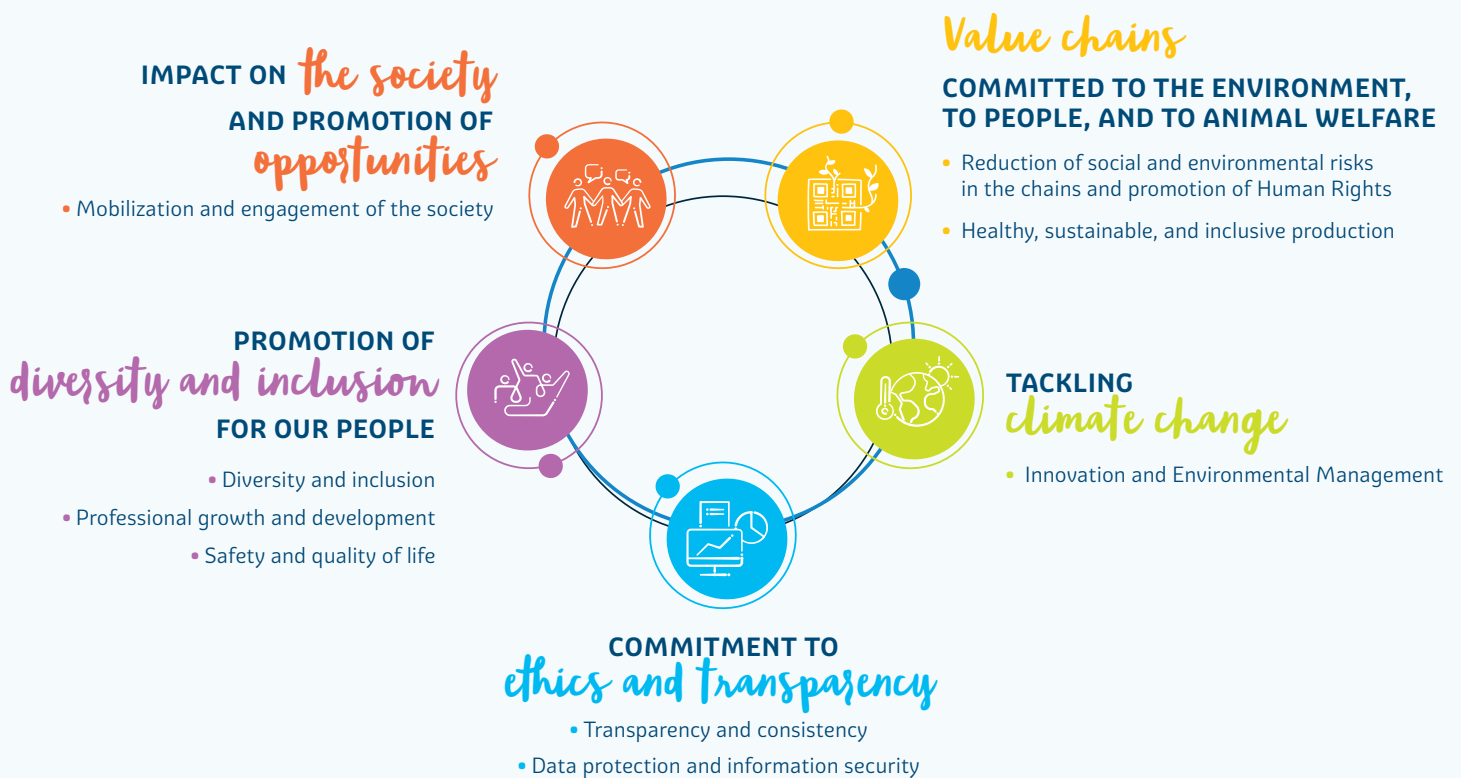 IMPACT ON the society
AND PROMOTION OF
opportunities
• Mobilization and engagement of the society
Value chains
COMMITTED TO THE ENVIRONMENT,
TO PEOPLE, AND TO ANIMAL WELFARE
• Reduction of social and environmental risks
in the chains and promotion of Human Rights
• Healthy, sustainable, and inclusive production
PROMOTION OF
diversity and inclusion
FOR OUR PEOPLE
• Diversity and inclusion
• Professional growth and development
• Safety and quality of life
TACKLING
climate change
• Innovation and Environmental Management
COMMITMENT TO
ethics and transparency
• Transparency and consistency
• Data protection and information security